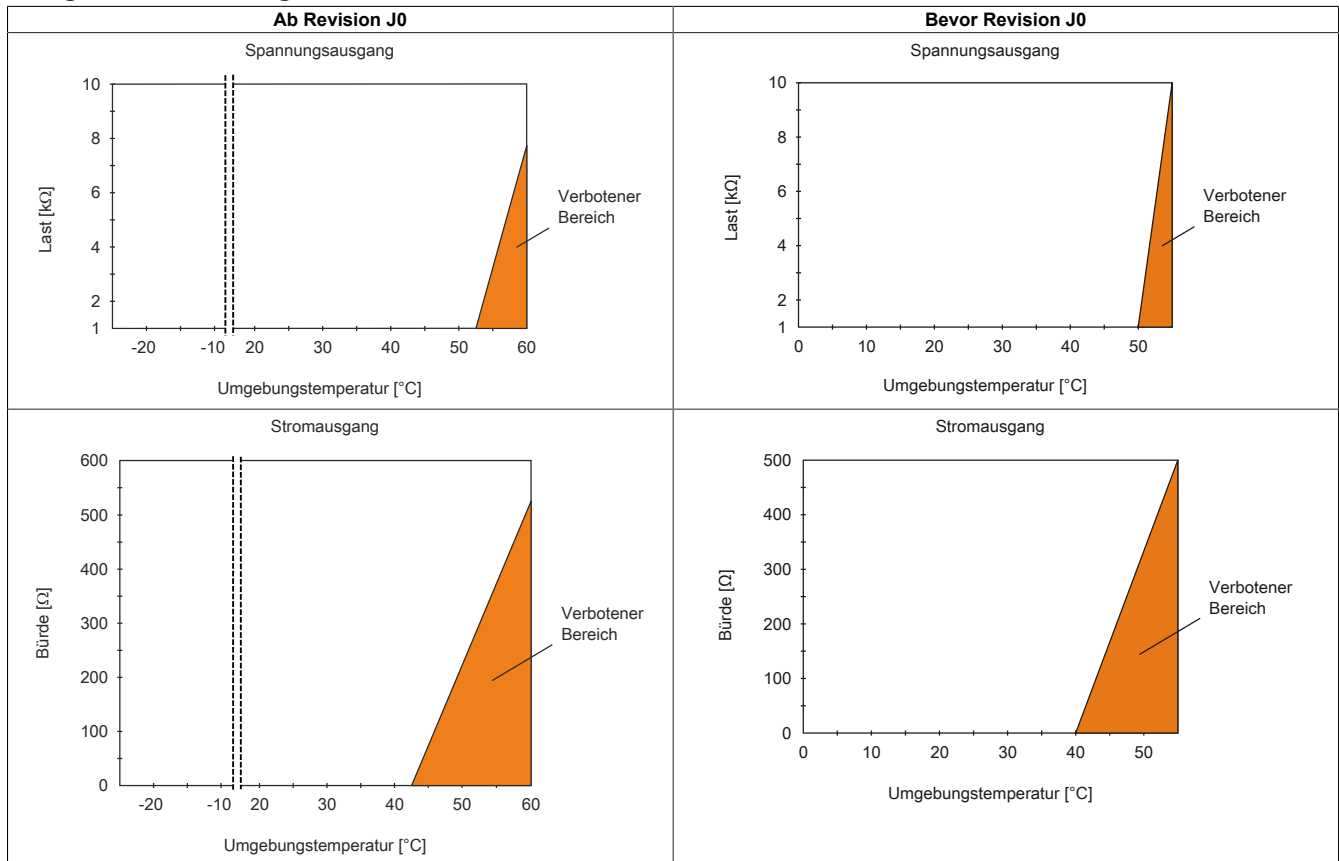 Ab Revision J0
Bevor Revision J0
Spannungsausgang
10
8
6
4
2
1
Last [kΩ]
-20 -10 20 30 40 50 60
Umgebungstemperatur [°C]
Verbotener
Bereich
Spannungsausgang
10
8
6
4
2
1
Last [kΩ]
0 10 20 30 40 50
Umgebungstemperatur [°C]
Verbotener
Bereich
Stromausgang
600
500
400
300
200
100
0
Bürde [Ω]
-20 -10 20 30 40 50 60
Umgebungstemperatur [°C]
Verbotener
Bereich
Stromausgang
500
400
300
200
100
0
Bürde [Ω]
0 10 20 30 40 50
Umgebungstemperatur [°C]
Verbotener
Bereich